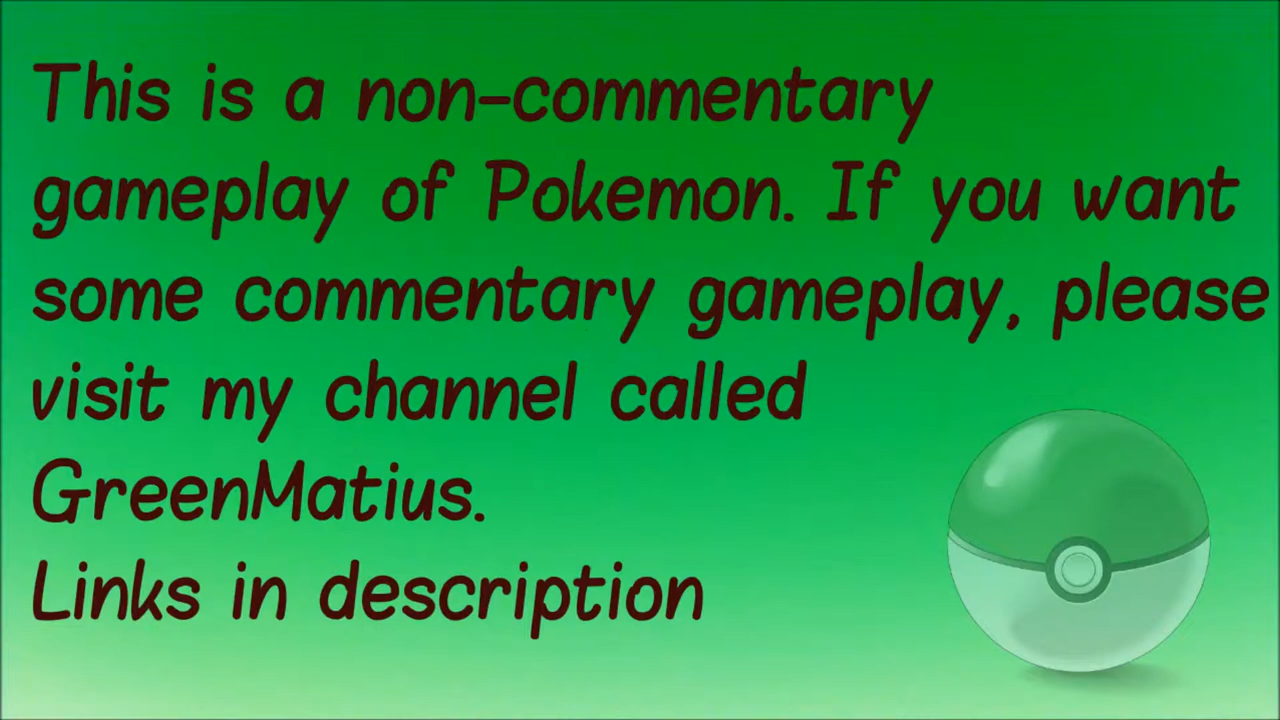 This is a non-commentary
gameplay of Pokemon. If you want
some commentary gameplay, please
visit my channel called
GreenMatius.
Links in description